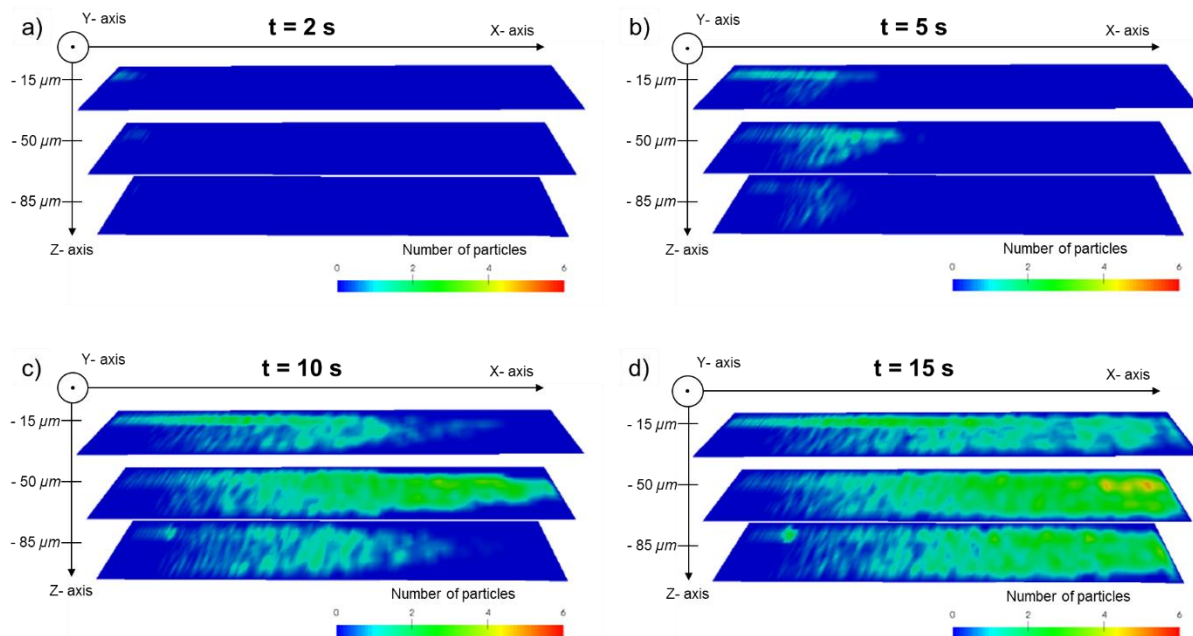 a)
Y- axis
t = 2 s
X- axis
- 15 µm
- 50 µm
- 85 µm
Z- axis
Number of particles
0 2 4 6
b)
Y- axis
t = 5 s
X- axis
- 15 µm
- 50 µm
- 85 µm
Z- axis
Number of particles
0 2 4 6
c)
Y- axis
t = 10 s
X- axis
- 15 µm
- 50 µm
- 85 µm
Z- axis
Number of particles
0 2 4 6
d)
Y- axis
t = 15 s
X- axis
- 15 µm
- 50 µm
- 85 µm
Z- axis
Number of particles
0 2 4 6